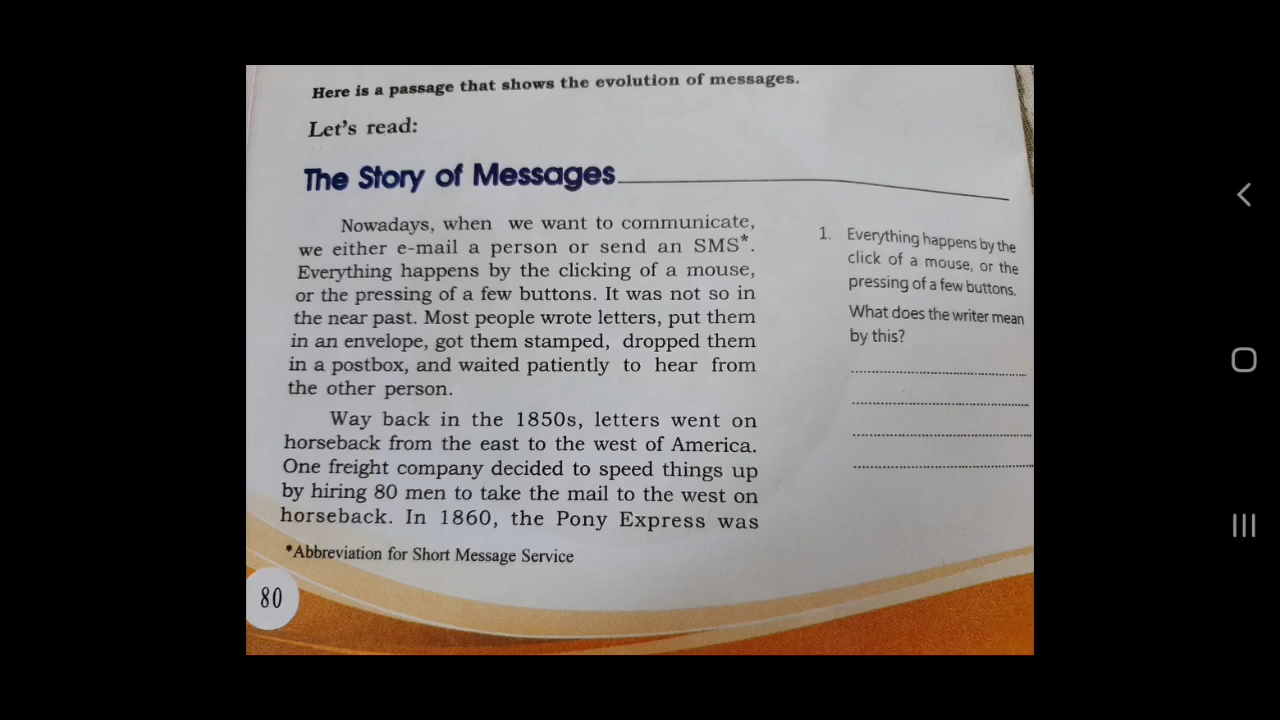 Here is a passage that shows the evolution of messages.
Let's read:
The Story of Messages
Nowadays, when we want to communicate,
we either e-mail a person or send an SMS*.
Everything happens by the clicking of a mouse,
or the pressing of a few buttons. It was not so in
the near past. Most people wrote letters, put them
in an envelope, got them stamped, dropped them
in a postbox, and waited patiently to hear from
the other person.
Way back in the 1850s, letters went on
horseback from the east to the west of America.
One freight company decided to speed things up
by hiring 80 men to take the mail to the west on
horseback. In 1860, the Pony Express was
*Abbreviation for Short Message Service
80
1. Everything happens by the
click of a mouse, or the
pressing of a few buttons.
What does the writer mean
by this?